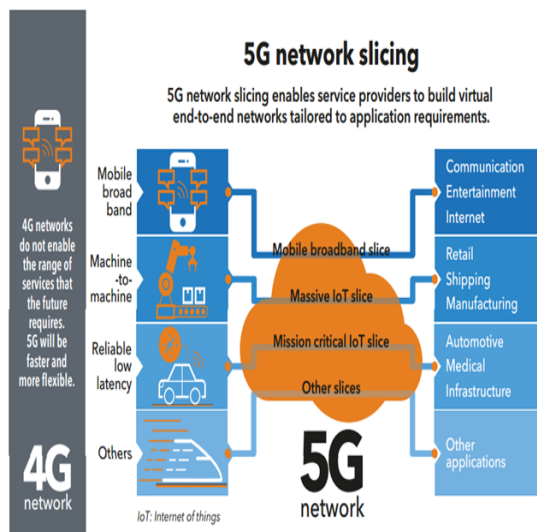 5G network slicing
5G network slicing enables service providers to build virtual
end-to-end networks tailored to application requirements.
4G networks
do not enable
the range of
services that
the future
requires.
5G will be
faster and
more flexible.
4G
network
Mobile
broad
band
Machine
-to-
machine
Reliable
low
latency
Others
Mobile broadband slice
Massive IoT slice
Mission critical IoT slice
Other slices
5G
network
Communication
Entertainment
Internet
Retail
Shipping
Manufacturing
Automotive
Medical
Infrastructure
Other
applications
IoT: Internet of things